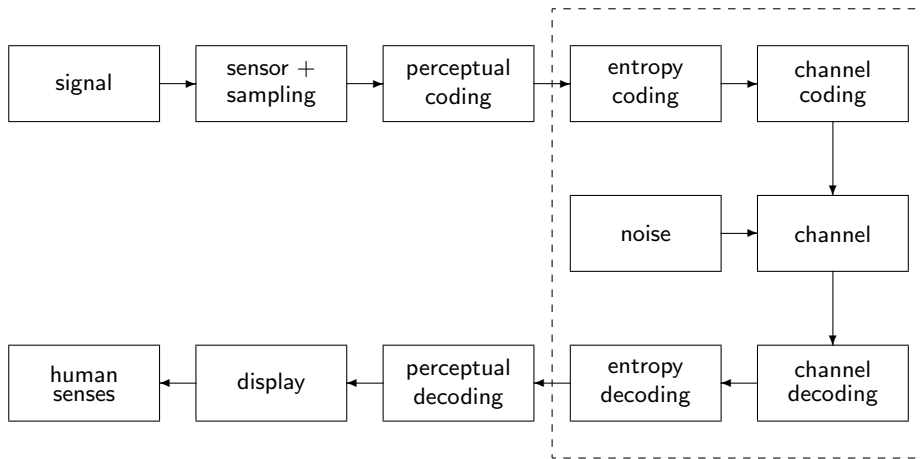 signal
sensor +
sampling
perceptual
coding
entropy
coding
channel
coding
noise
channel
human
senses
display
perceptual
decoding
entropy
decoding
channel
decoding